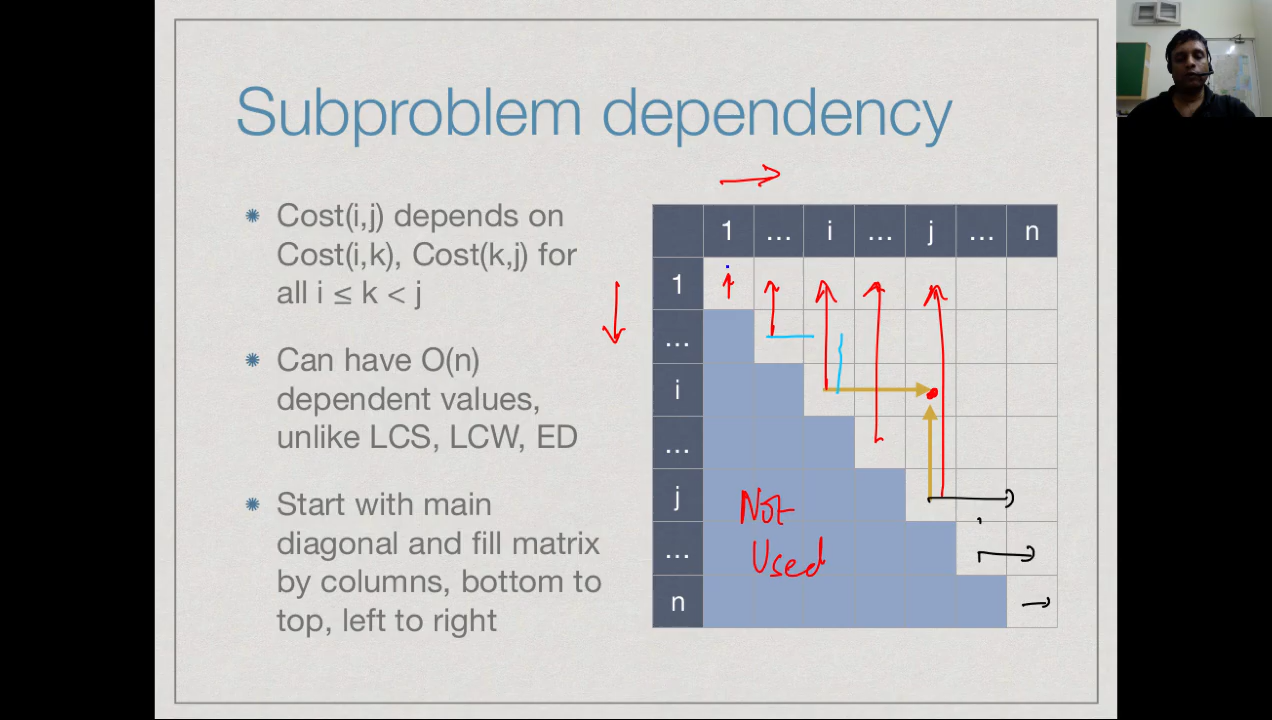 Subproblem dependency
Cost(i,j) depends on
Cost(i,k), Cost(k,j) for
all i ≤ k < j
Can have O(n)
dependent values,
unlike LCS, LCW, ED
Start with main
diagonal and fill matrix
by columns, bottom to
top, left to right
1 ... i ... j ... n
1
...
i
...
j
...
n
Not
Used